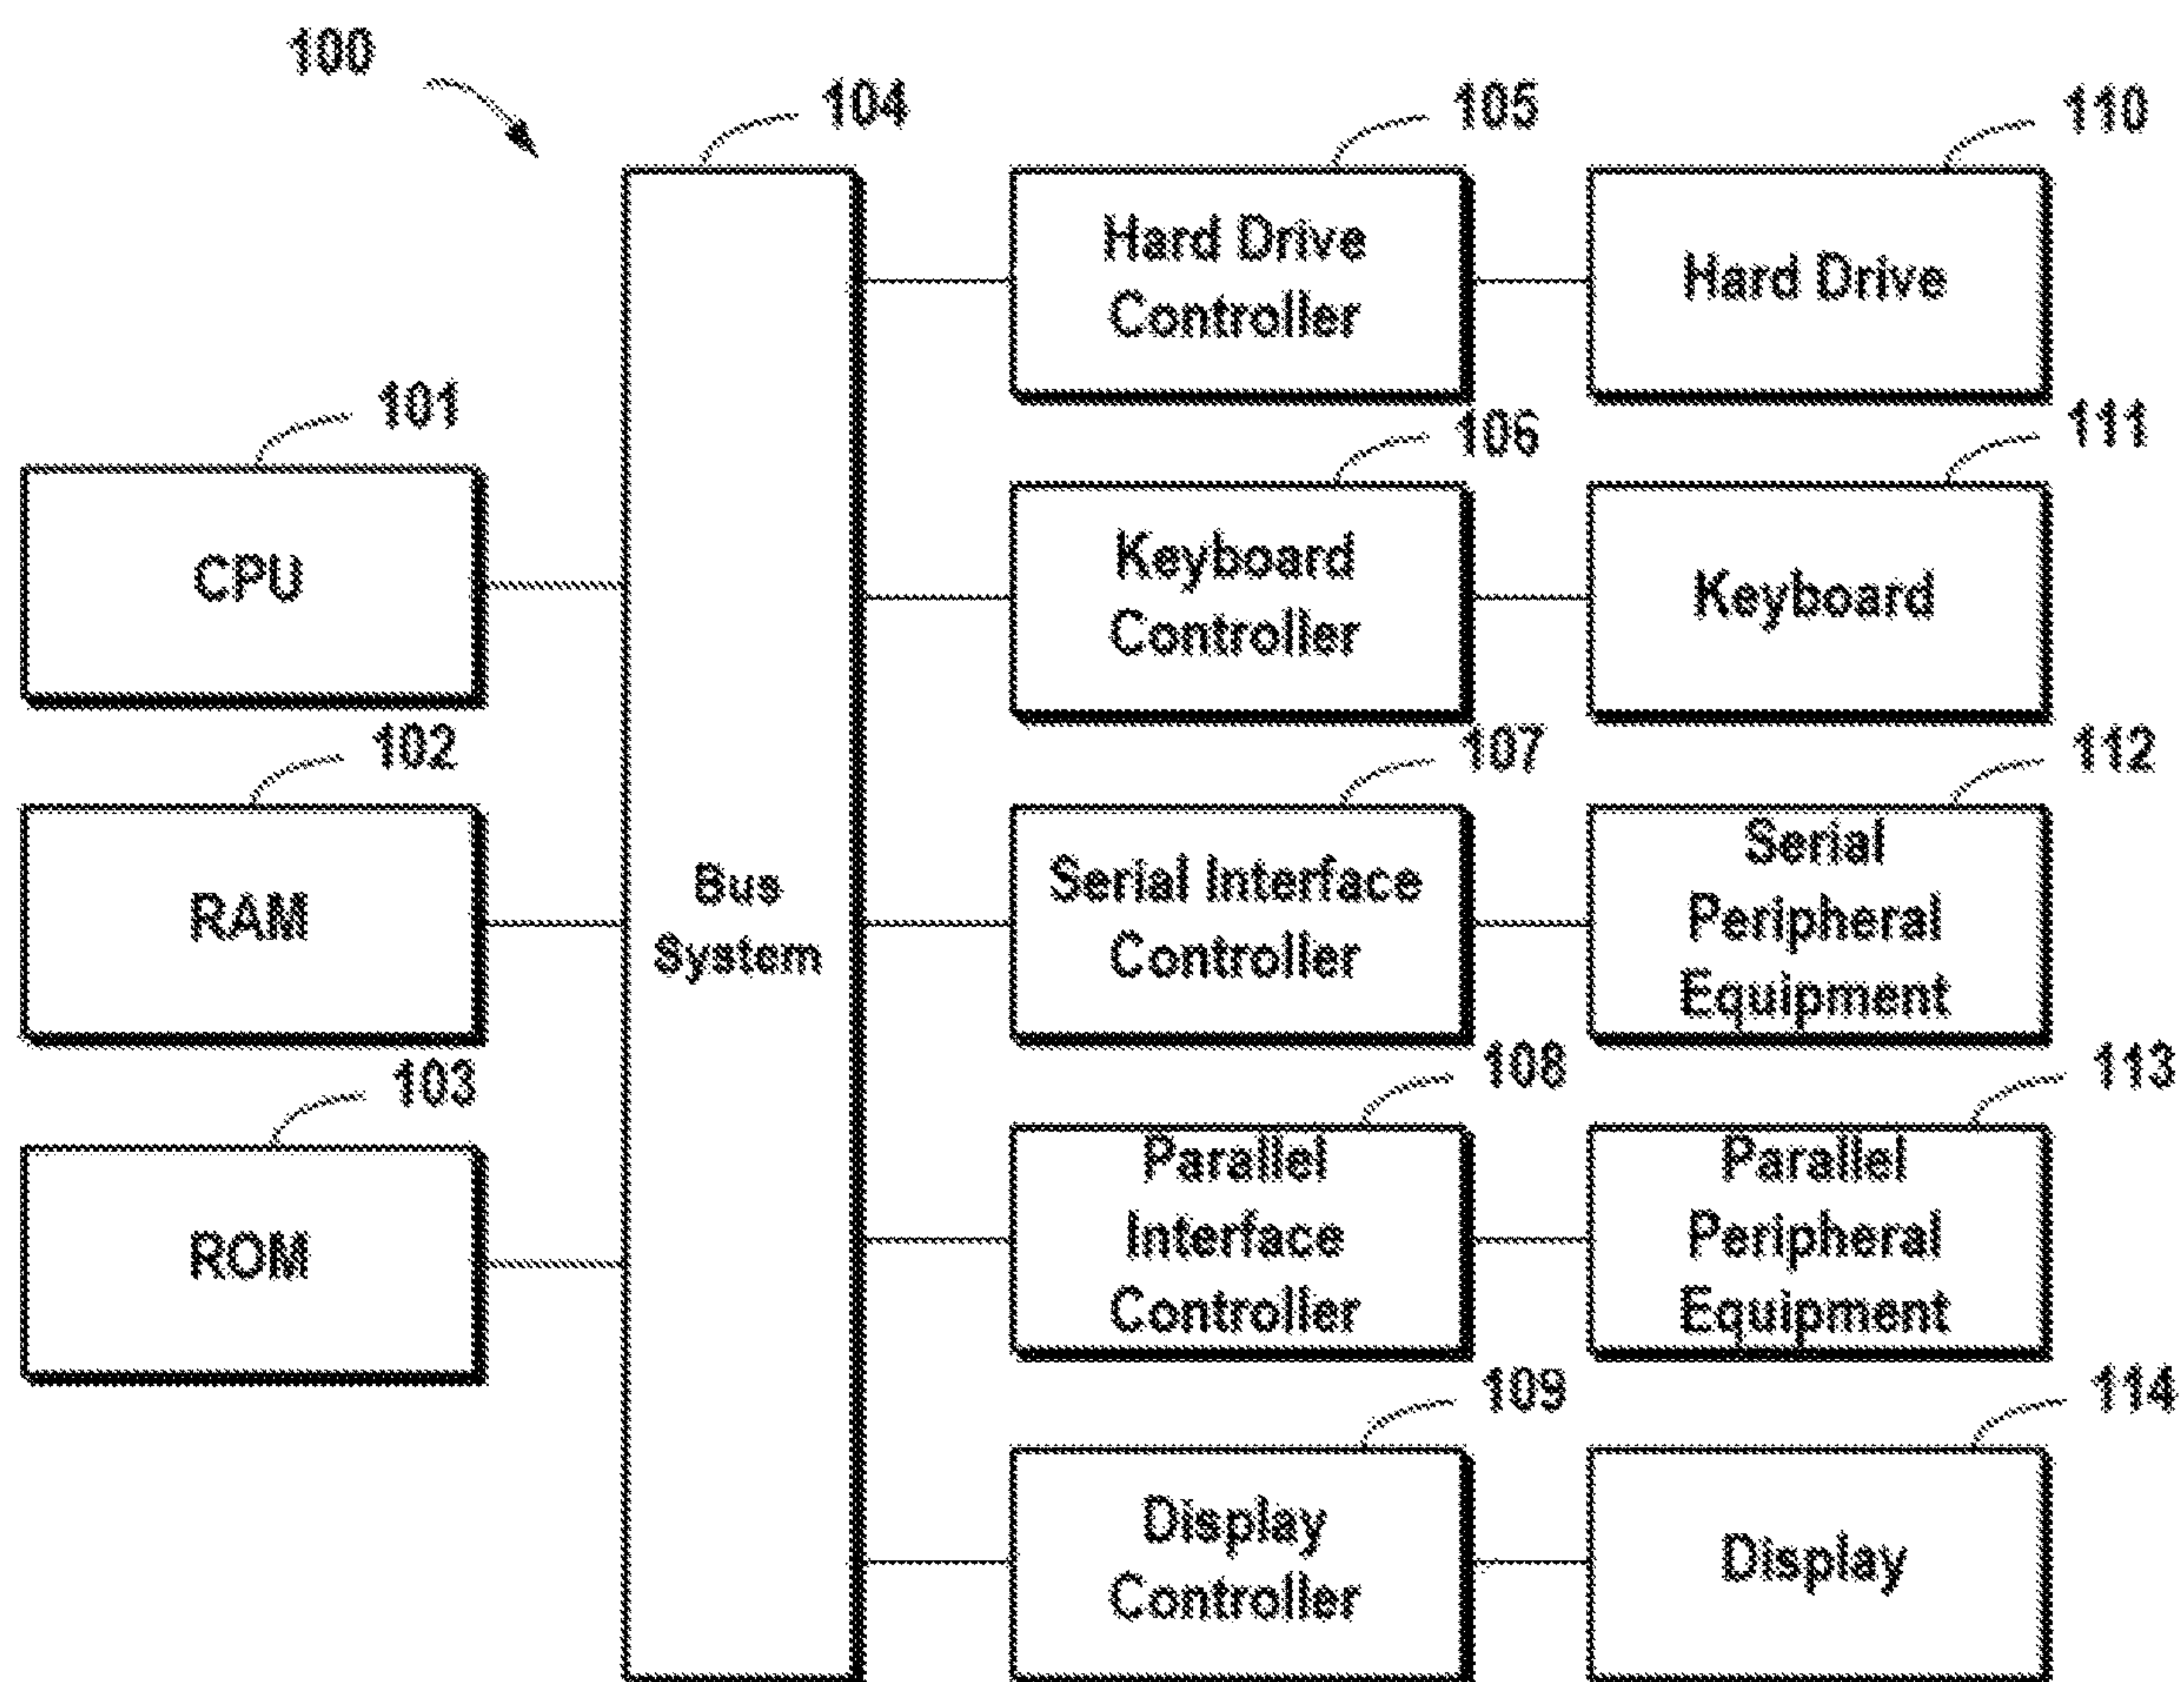 100
104
105
110
Hard Drive
Controller
Hard Drive
101
106
111
CPU
Keyboard
Controller
Keyboard
102
107
112
RAM
Bus
System
Serial Interface
Controller
Serial
Peripheral
Equipment
103
108
113
ROM
Parallel
Interface
Controller
Parallel
Peripheral
Equipment
109
114
Display
Controller
Display